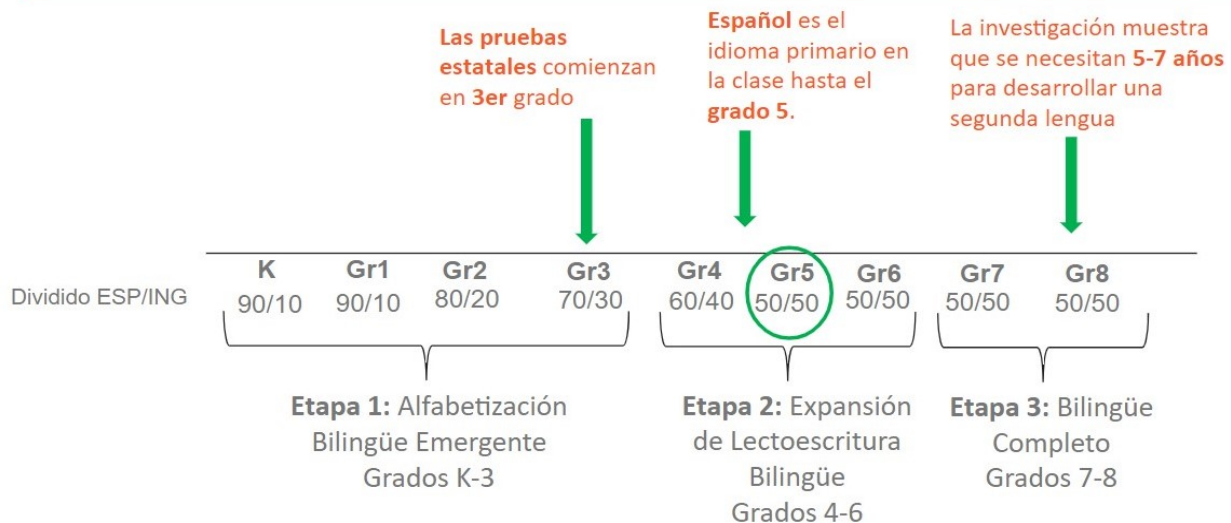 Las pruebas
estatales comienzan
en 3er grado
Español es el
idioma primario en
la clase hasta el
grado 5.
La investigación muestra
que se necesitan 5-7 años
para desarrollar una
segunda lengua
K Gr1 Gr2 Gr3 Gr4 Gr5 Gr6 Gr7 Gr8
Dividido ESP/ING 90/10 90/10 80/20 70/30 60/40 50/50 50/50 50/50 50/50
Etapa 1: Alfabetización
Bilingüe Emergente
Grados K-3
Etapa 2: Expansión
de Lectoescritura
Bilingüe
Grados 4-6
Etapa 3: Bilingüe
Completo
Grados 7-8